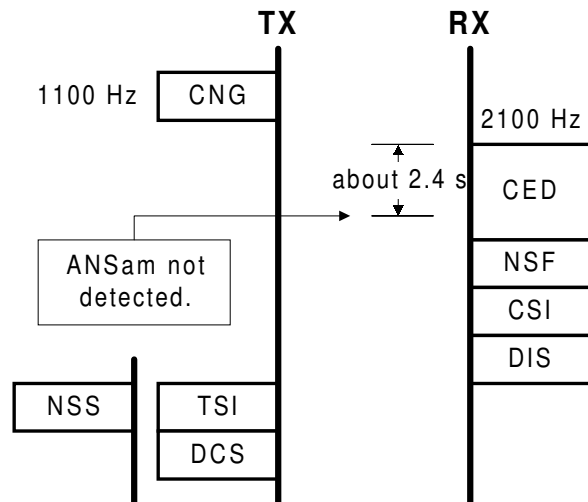 TX
RX
1100 Hz
CNG
2100 Hz
about 2.4 s
CED
ANSam not
detected.
NSF
CSI
DIS
NSS
TSI
DCS